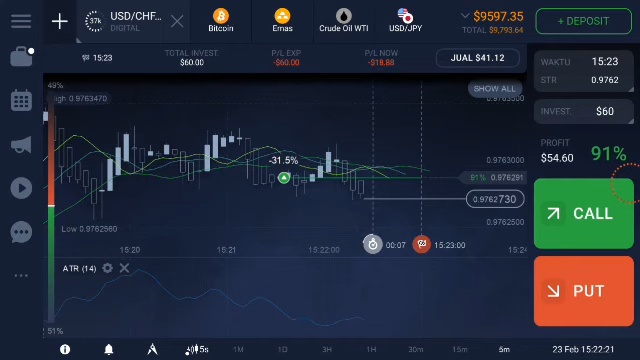 37k
USD/CHF...
DIGITAL
Bitcoin
Emas
Crude Oil WTI
USD/JPY
$9597.35
TOTAL $9,793.64
+ DEPOSIT
15:23
TOTAL INVEST.
$60.00
P/L EXP
-$60.00
P/L NOW
-$18.88
JUAL $41.12
WAKTU 15:23
STR 0.9762
INVEST. $60
PROFIT
$54.60
91%
CALL
PUT
49%
High 0.9763470
SHOW ALL
0.9763500
0.9763000
-31.5%
91% 0.976291
0.9762730
0.9762500
Low 0.9762560
15:20
15:21
15:22:00
00:07
15:23:00
15:24
ATR (14)
51%
5s
1M
1D
3H
1H
30m
15m
5m
23 Feb 15:22:21